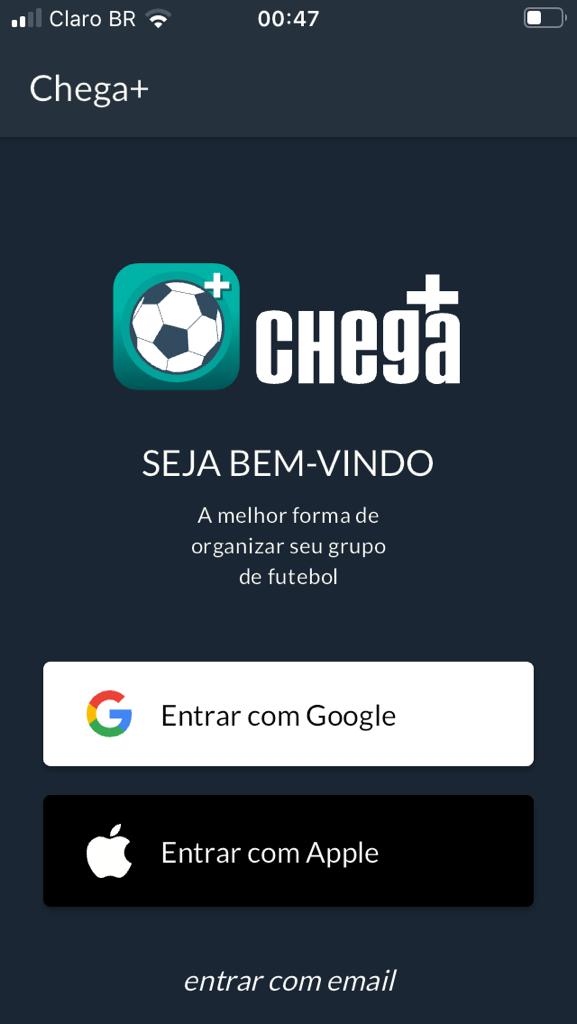 Claro BR 00:47
Chega+
CHega+
SEJA BEM-VINDO
A melhor forma de
organizar seu grupo
de futebol
Entrar com Google
Entrar com Apple
entrar com email